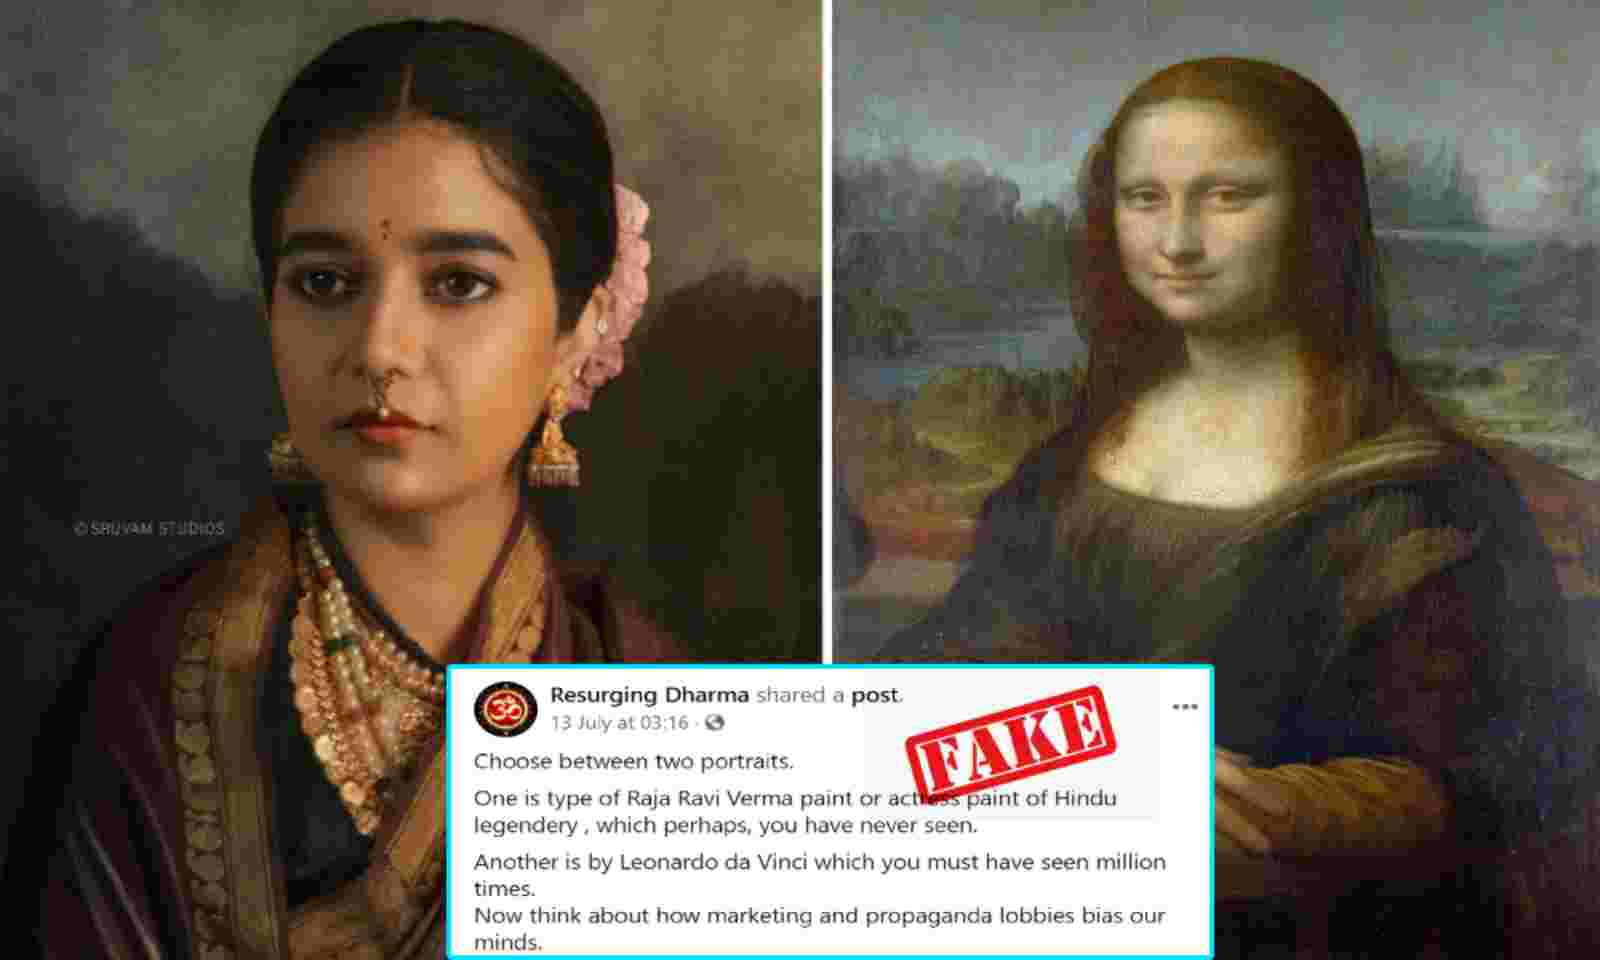 © SRUVAM STUDIOS
Resurging Dharma shared a post.
13 July at 03:16 ·
FAKE
Choose between two portraits.
One is type of Raja Ravi Verma paint or actress paint of Hindu
legendery , which perhaps, you have never seen.
Another is by Leonardo da Vinci which you must have seen million
times.
Now think about how marketing and propaganda lobbies bias our
minds.